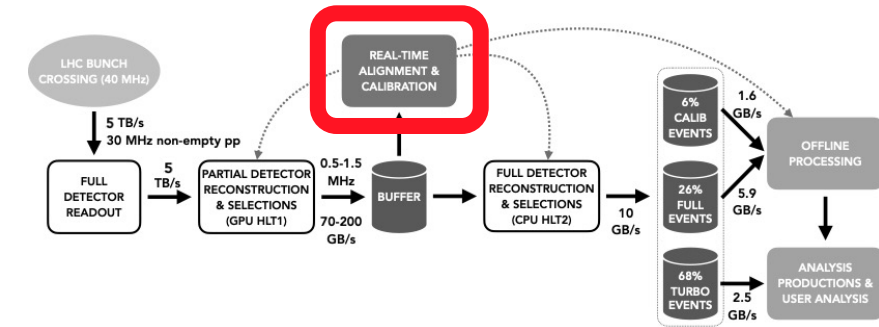 LHC BUNCH
CROSSING (40 MHz)
5 TB/s
30 MHz non-empty pp
FULL
DETECTOR
READOUT
5
TB/s
PARTIAL DETECTOR
RECONSTRUCTION
& SELECTIONS
(GPU HLT1)
0.5-1.5
MHz
70-200
GB/s
REAL-TIME
ALIGNMENT &
CALIBRATION
BUFFER
FULL DETECTOR
RECONSTRUCTION
& SELECTIONS
(CPU HLT2)
10
GB/s
6%
CALIB
EVENTS
26%
FULL
EVENTS
68%
TURBO
EVENTS
1.6
GB/s
5.9
GB/s
2.5
GB/s
OFFLINE
PROCESSING
ANALYSIS
PRODUCTIONS &
USER ANALYSIS